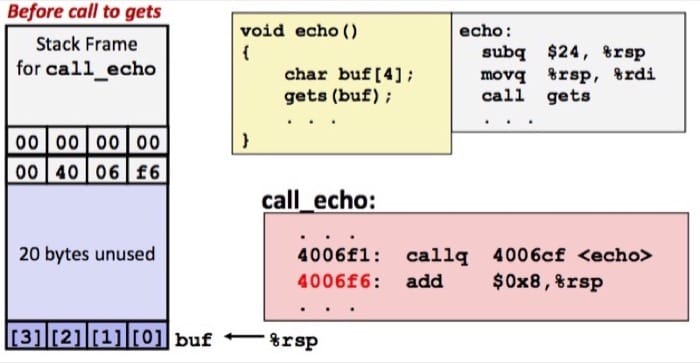 Before call to gets
Stack Frame
for call_echo
00 00 00 00
00 40 06 f6
20 bytes unused
[3] [2] [1] [0] buf
%rsp
void echo()
{
char buf[4];
gets(buf);
. . .
}
echo:
subq $24, %rsp
movq %rsp, %rdi
call gets
. . .
call_echo:
. . .
4006f1: callq 4006cf <echo>
4006f6: add $0x8,%rsp
. . .